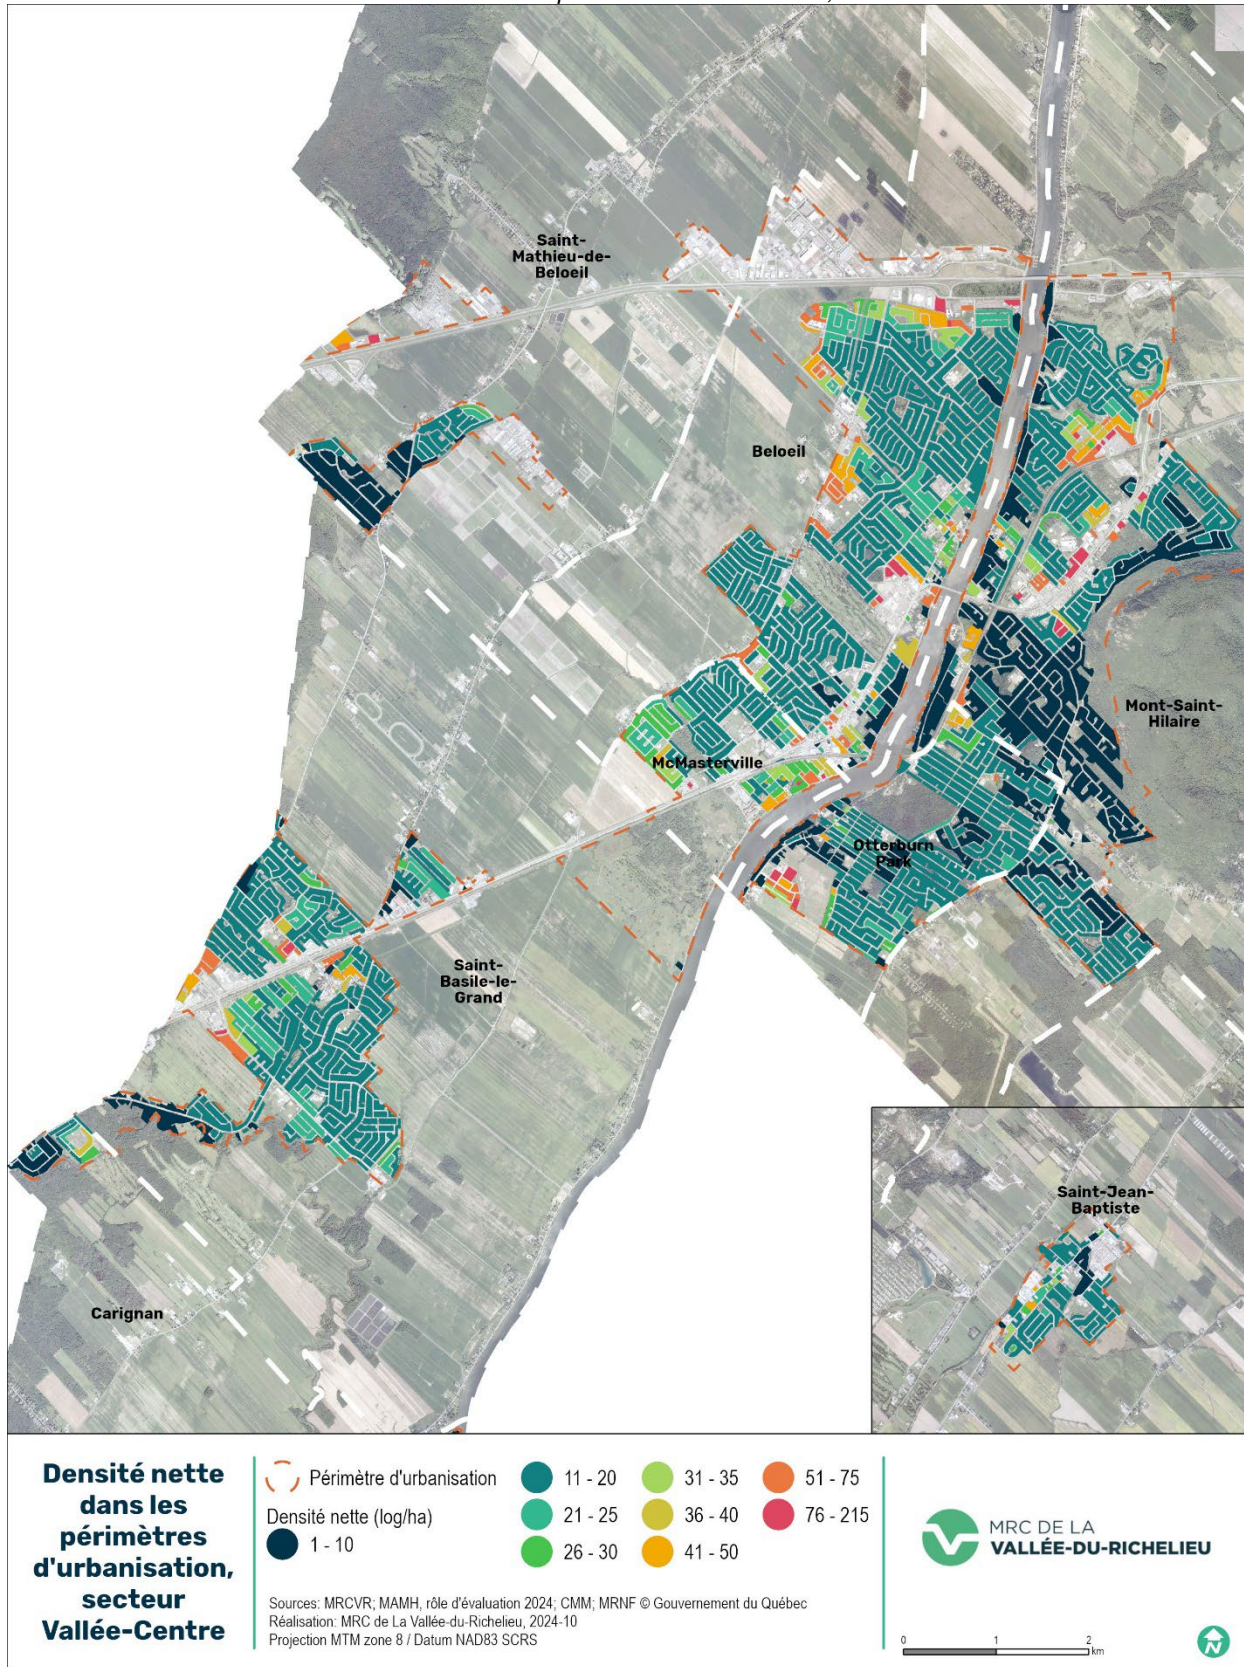 Saint-
Mathieu-de-
Beloeil
Beloeil
Mont-Saint-
Hilaire
McMasterville
Otterburn
Park
Saint-
Basile-le-
Grand
Saint-Jean-
Baptiste
Carignan
Densité nette
dans les
périmètres
d'urbanisation,
secteur
Vallée-Centre
Périmètre d'urbanisation
Densité nette (log/ha)
1 - 10
11 - 20
21 - 25
26 - 30
31 - 35
36 - 40
41 - 50
51 - 75
76 - 215
Sources: MRCVR; MAMH, rôle d'évaluation 2024; CMM; MRNF © Gouvernement du Québec
Réalisation: MRC de La Vallée-du-Richelieu, 2024-10
Projection MTM zone 8 / Datum NAD83 SCRS
MRC DE LA
VALLÉE-DU-RICHELIEU
0 1 2
km